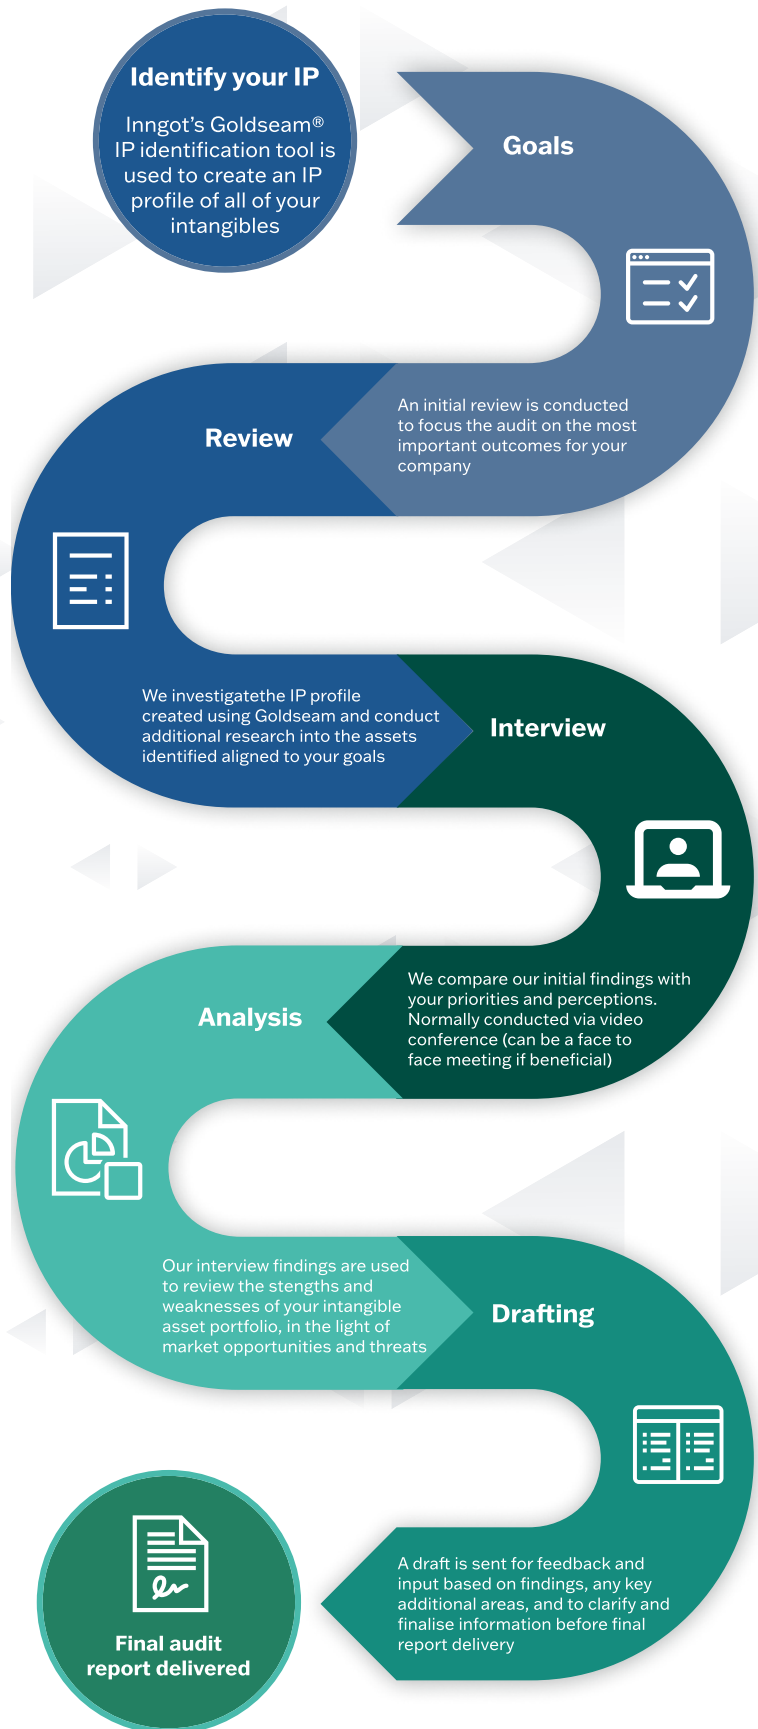 Identify your IP
Inngot's Goldseam®
IP identification tool is
used to create an IP
profile of all of your
intangibles
Goals
An initial review is conducted
to focus the audit on the most
important outcomes for your
company
Review
We investigatethe IP profile
created using Goldseam and conduct
additional research into the assets
identified aligned to your goals
Interview
We compare our initial findings with
your priorities and perceptions.
Normally conducted via video
conference (can be a face to
face meeting if beneficial)
Analysis
Our interview findings are used
to review the stengths and
weaknesses of your intangible
asset portfolio, in the light of
market opportunities and threats
Drafting
A draft is sent for feedback and
input based on findings, any key
additional areas, and to clarify and
finalise information before final
report delivery
Final audit
report delivered